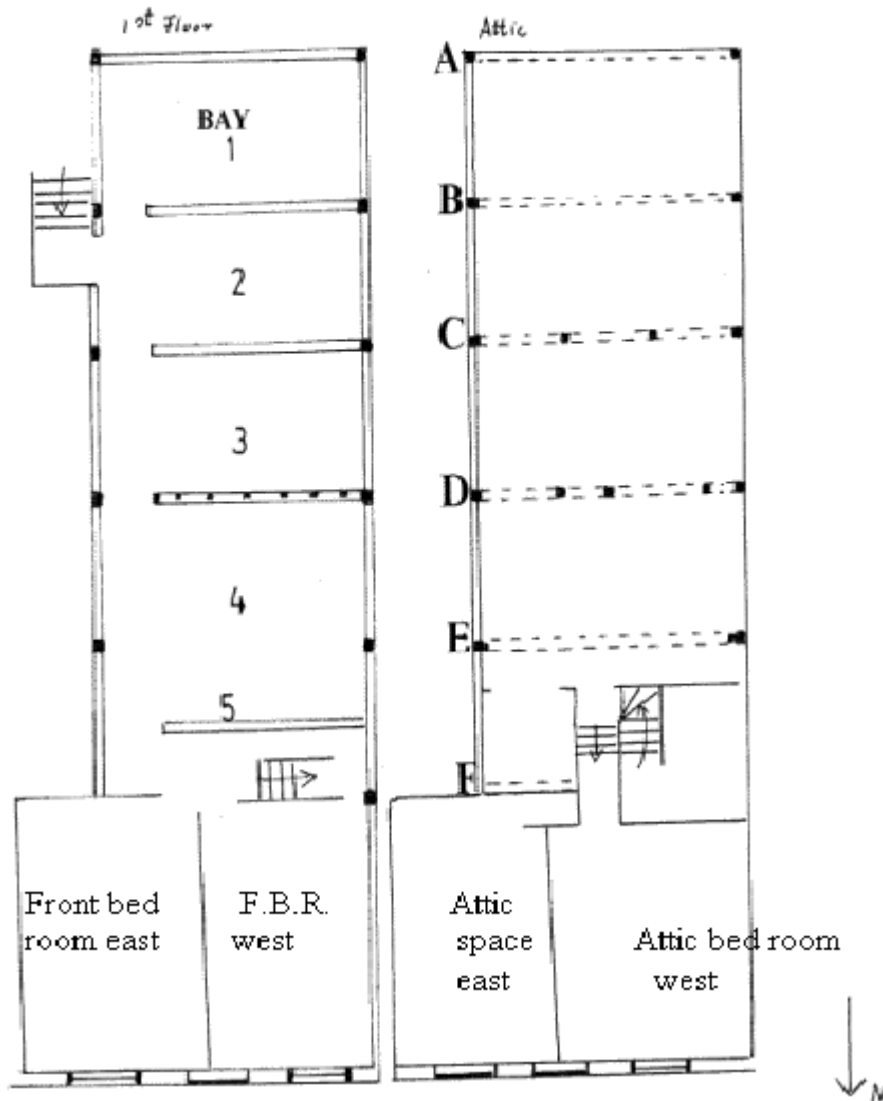 1st Floor
Attic
BAY
1
2
3
4
5
A
B
C
D
E
F
Front bed
room east
F.B.R.
west
Attic
space
east
Attic bed room
west
N